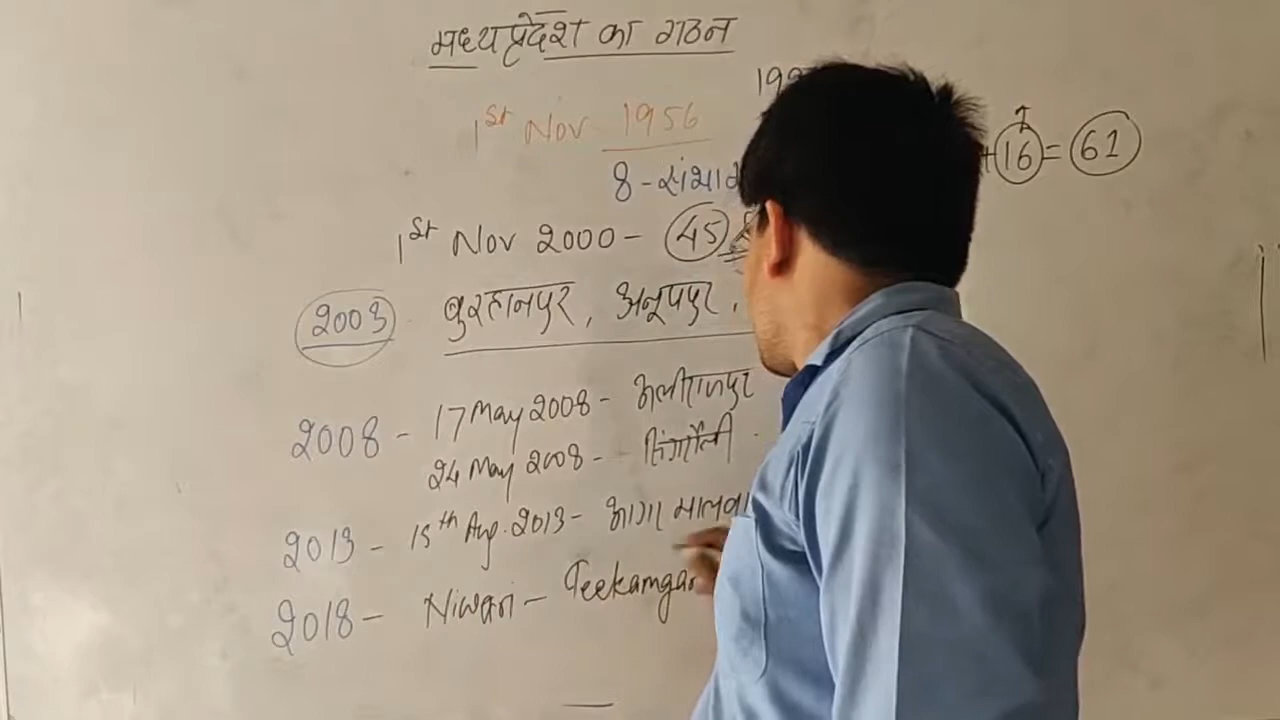 मध्यप्रदेश का गठन
1st Nov 1956
+16 = 61
8 - संभाग
1st Nov 2000 - 45
2003 बुरहानपुर, अनूपपुर,
2008 - 17 May 2008 - अलीराजपुर
24 May 2008 - सिंगरौली
2013 - 15th Aug. 2013 - आगर मालवा
2018 - Niwari - Teekamgar